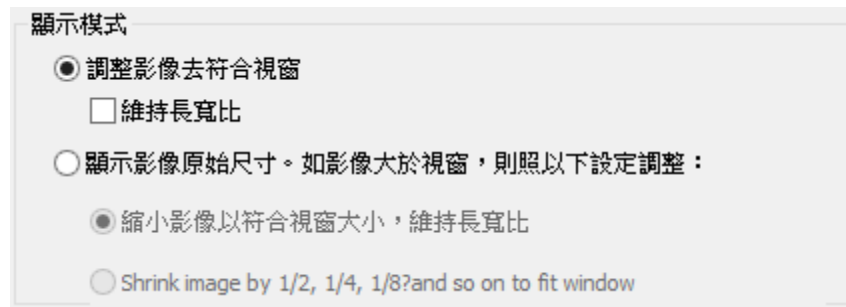 顯示模式
調整影像去符合視窗
維持長寬比
顯示影像原始尺寸。如影像大於視窗，則照以下設定調整：
縮小影像以符合視窗大小，維持長寬比
Shrink image by 1/2, 1/4, 1/8?and so on to fit window